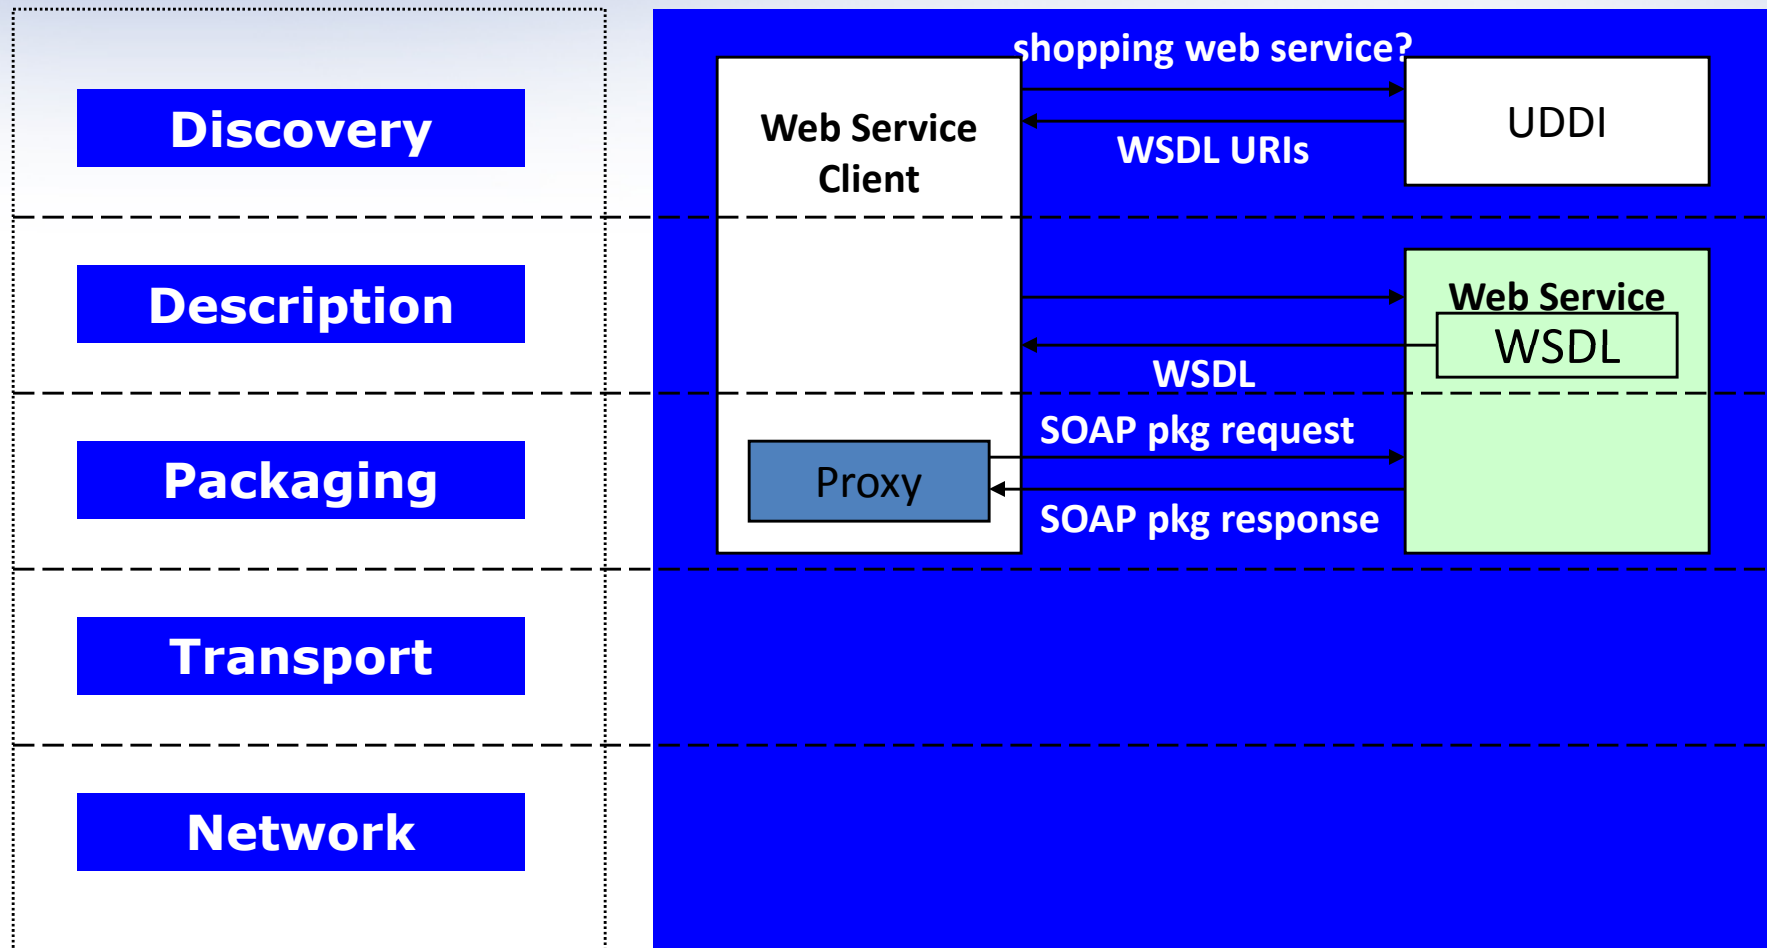 Discovery
Description
Packaging
Transport
Network
shopping web service?
Web Service
Client
UDDI
WSDL URIs
Web Service
WSDL
WSDL
SOAP pkg request
Proxy
SOAP pkg response